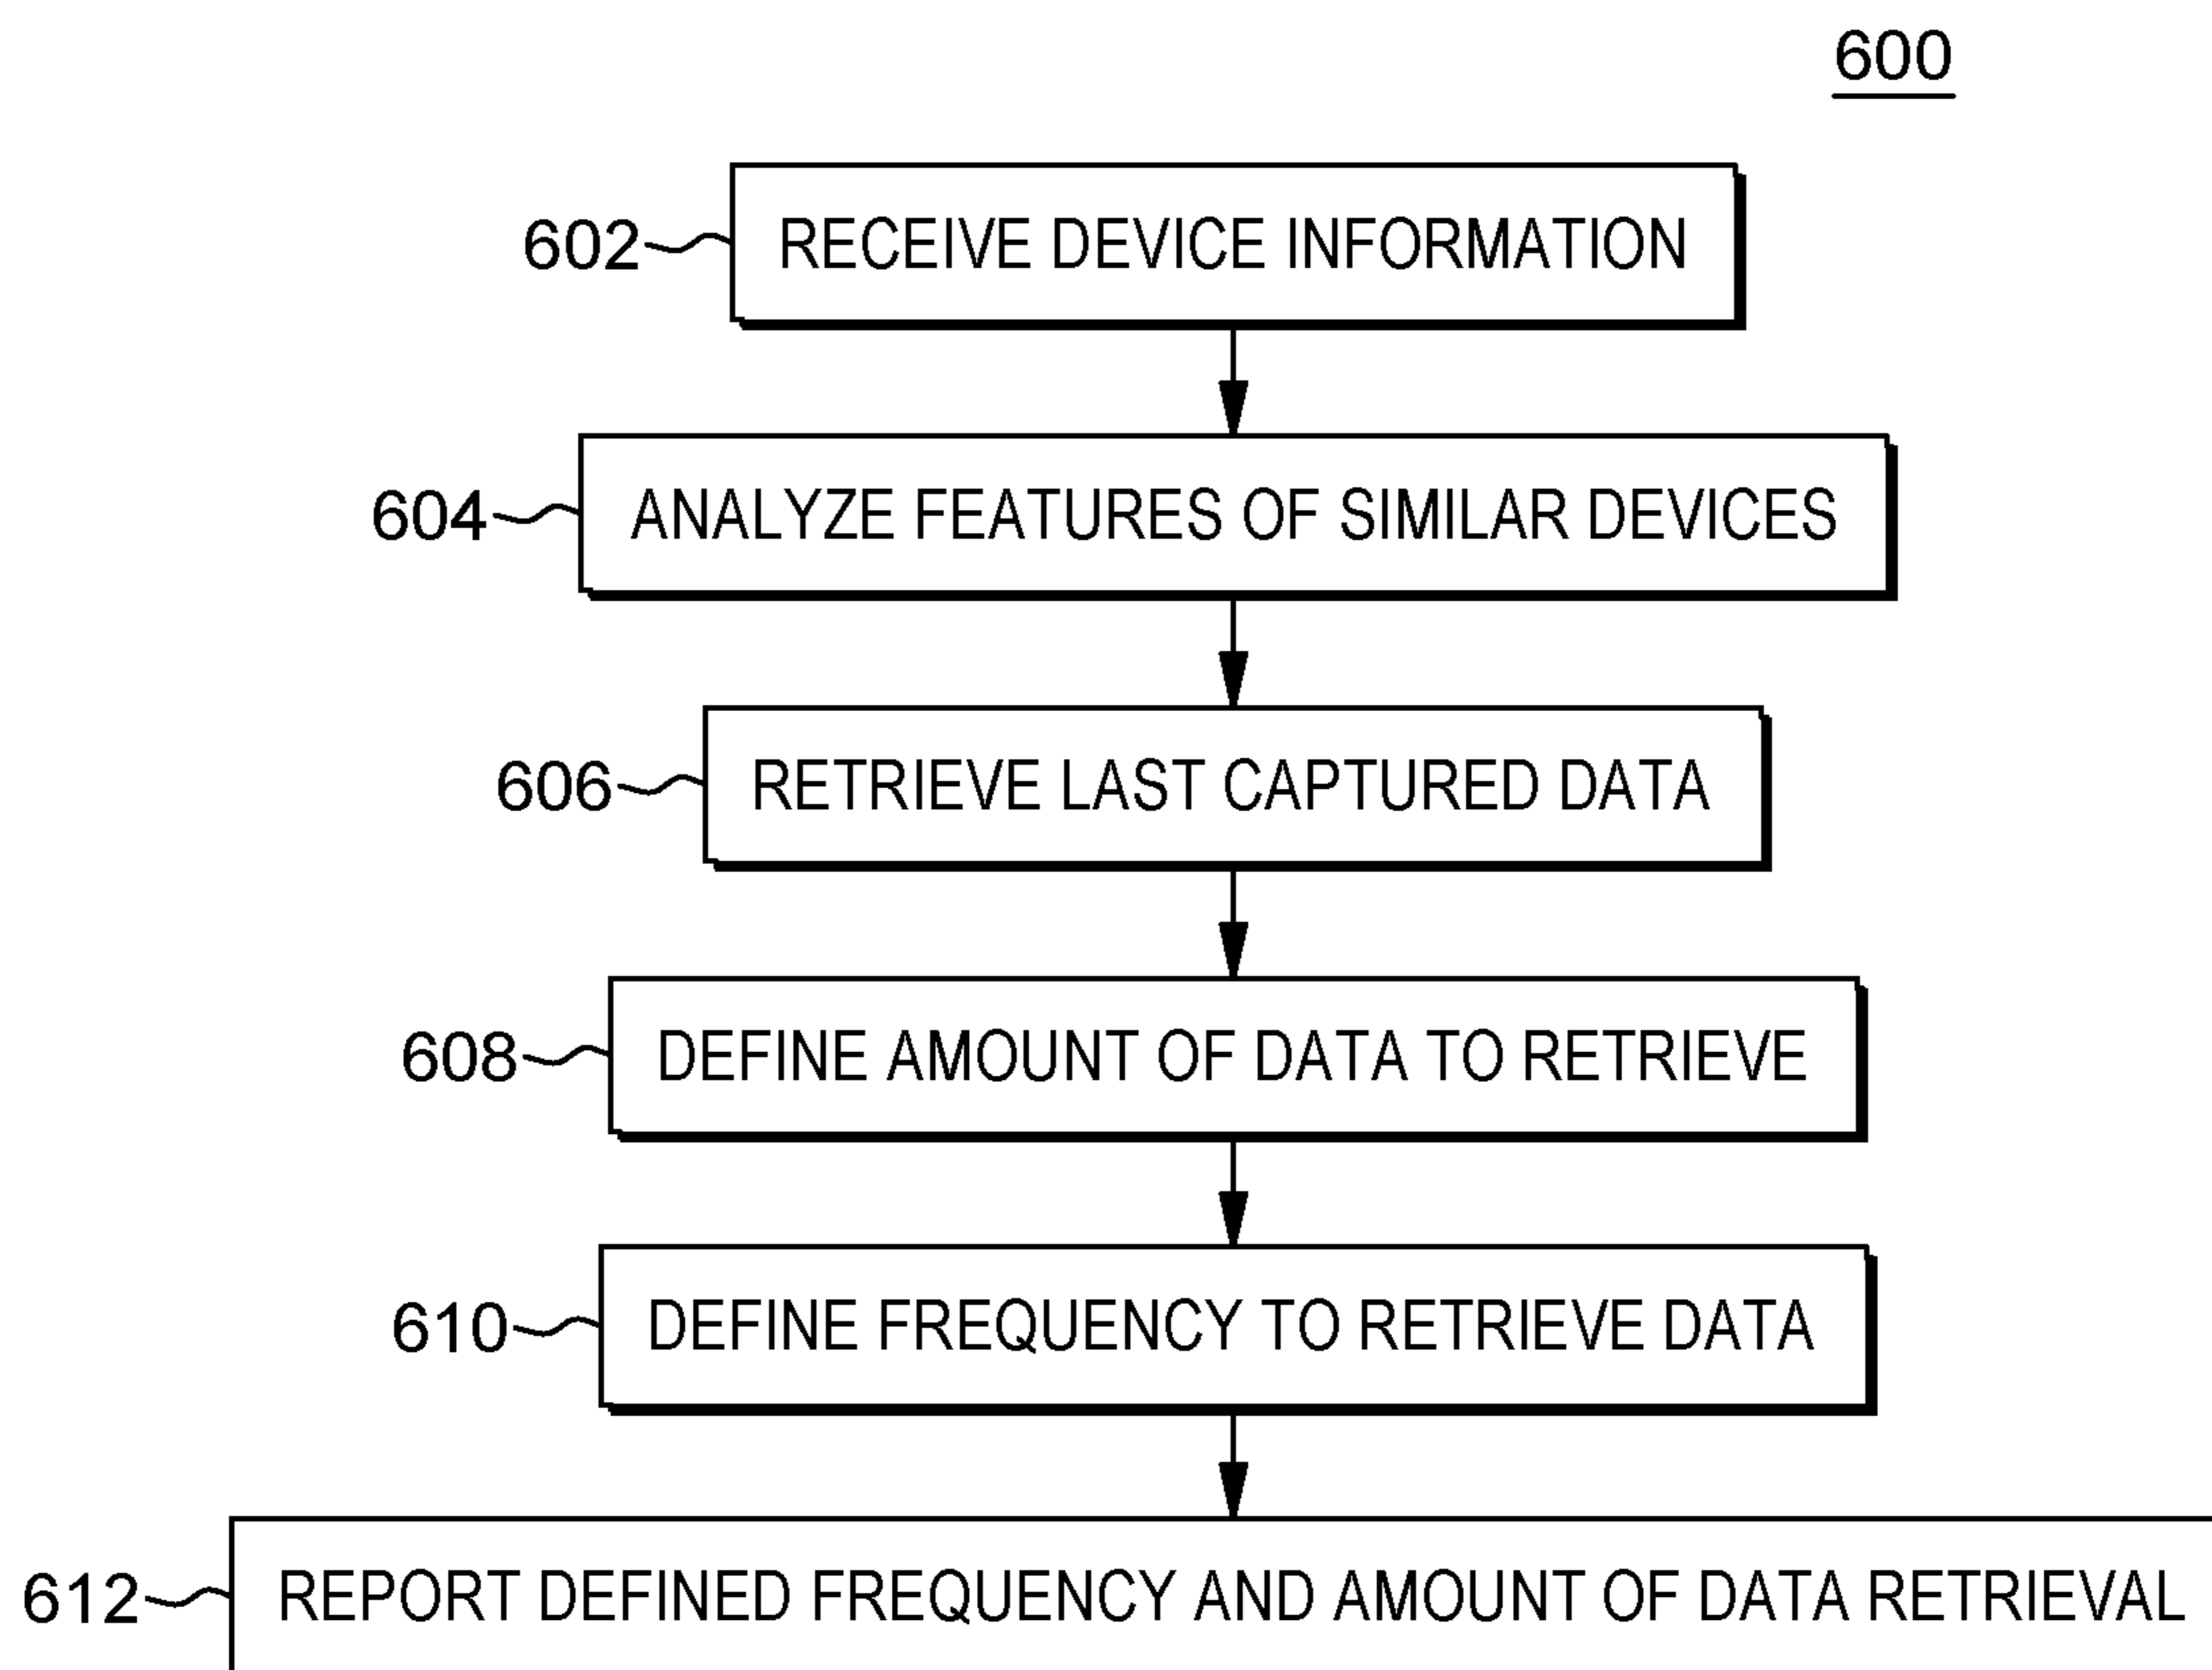 600
602 RECEIVE DEVICE INFORMATION
604 ANALYZE FEATURES OF SIMILAR DEVICES
606 RETRIEVE LAST CAPTURED DATA
608 DEFINE AMOUNT OF DATA TO RETRIEVE
610 DEFINE FREQUENCY TO RETRIEVE DATA
612 REPORT DEFINED FREQUENCY AND AMOUNT OF DATA RETRIEVAL